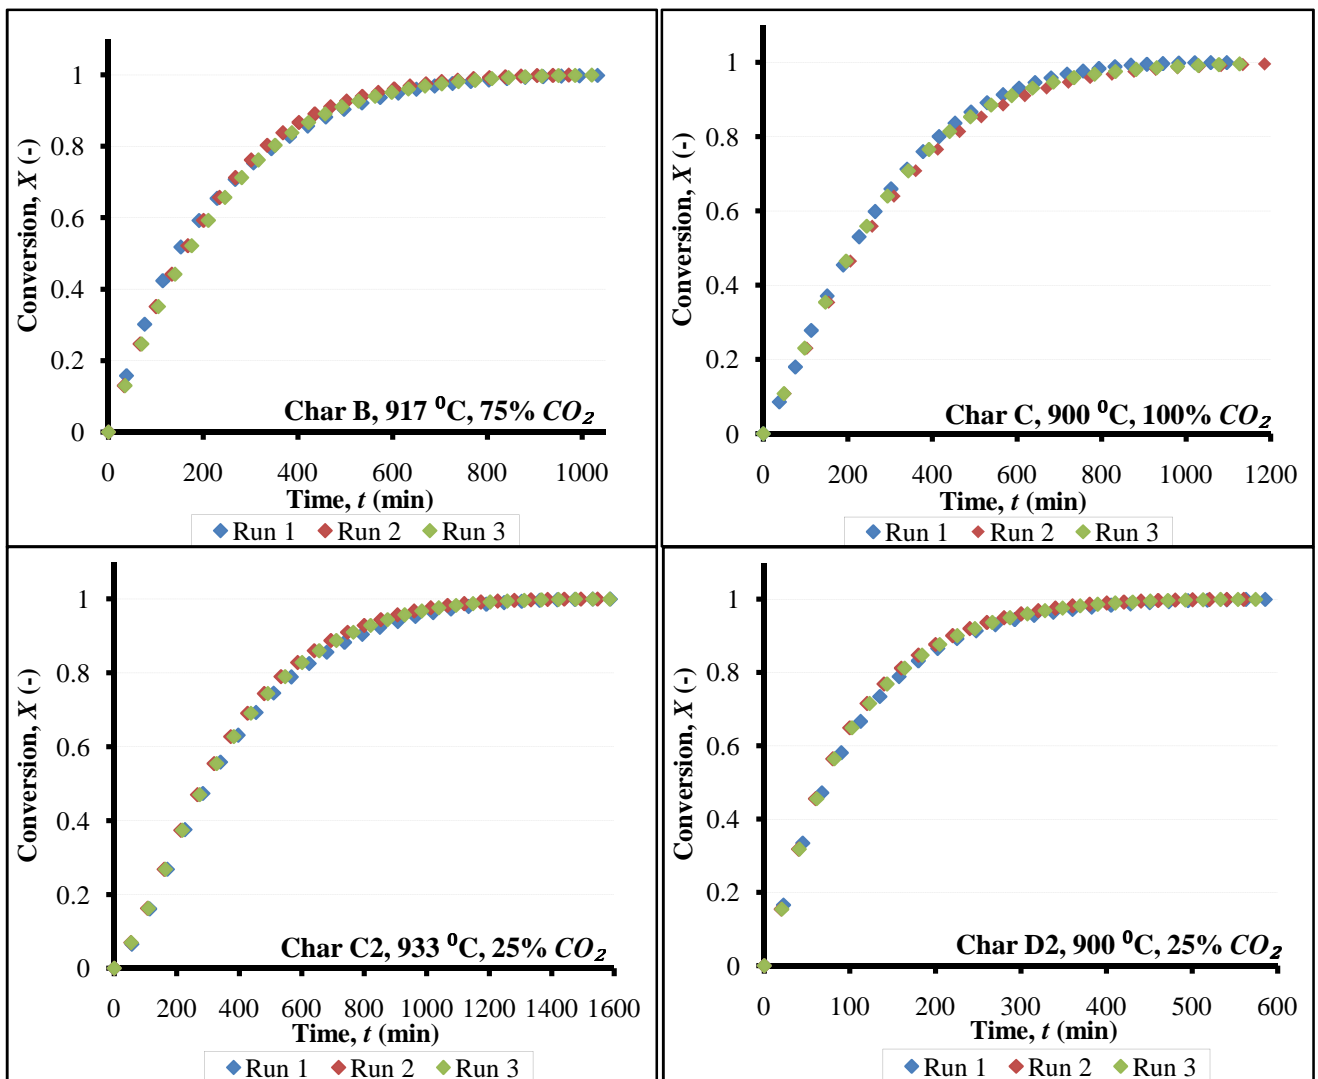 Conversion, X (-)
1
0.8
0.6
0.4
0.2
0
Char B, 917 ⁰C, 75% CO₂
0 200 400 600 800 1000
Time, t (min)
Run 1 Run 2 Run 3
Conversion, X (-)
1
0.8
0.6
0.4
0.2
0
Char C, 900 ⁰C, 100% CO₂
0 200 400 600 800 1000 1200
Time, t (min)
Run 1 Run 2 Run 3
Conversion, X (-)
1
0.8
0.6
0.4
0.2
0
Char C2, 933 ⁰C, 25% CO₂
0 200 400 600 800 1000 1200 1400 1600
Time, t (min)
Run 1 Run 2 Run 3
Conversion, X (-)
1
0.8
0.6
0.4
0.2
0
Char D2, 900 ⁰C, 25% CO₂
0 100 200 300 400 500 600
Time, t (min)
Run 1 Run 2 Run 3